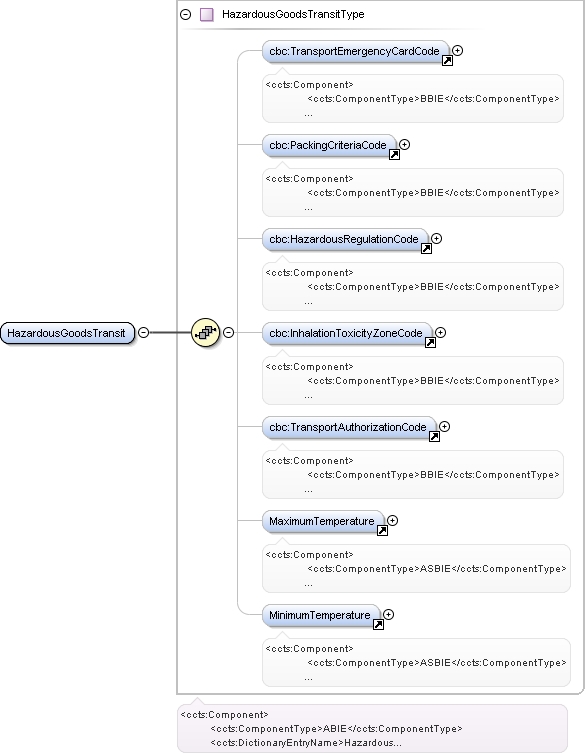 HazardousGoodsTransitType
cbc:TransportEmergencyCardCode
<ccts:Component>
<ccts:ComponentType>BBIE</ccts:ComponentType>
...
cbc:PackingCriteriaCode
<ccts:Component>
<ccts:ComponentType>BBIE</ccts:ComponentType>
...
cbc:HazardousRegulationCode
<ccts:Component>
<ccts:ComponentType>BBIE</ccts:ComponentType>
...
HazardousGoodsTransit
cbc:InhalationToxicityZoneCode
<ccts:Component>
<ccts:ComponentType>BBIE</ccts:ComponentType>
...
cbc:TransportAuthorizationCode
<ccts:Component>
<ccts:ComponentType>BBIE</ccts:ComponentType>
...
MaximumTemperature
<ccts:Component>
<ccts:ComponentType>ASBIE</ccts:ComponentType>
...
MinimumTemperature
<ccts:Component>
<ccts:ComponentType>ASBIE</ccts:ComponentType>
...
<ccts:Component>
<ccts:ComponentType>ABIE</ccts:ComponentType>
<ccts:DictionaryEntryName>Hazardous...